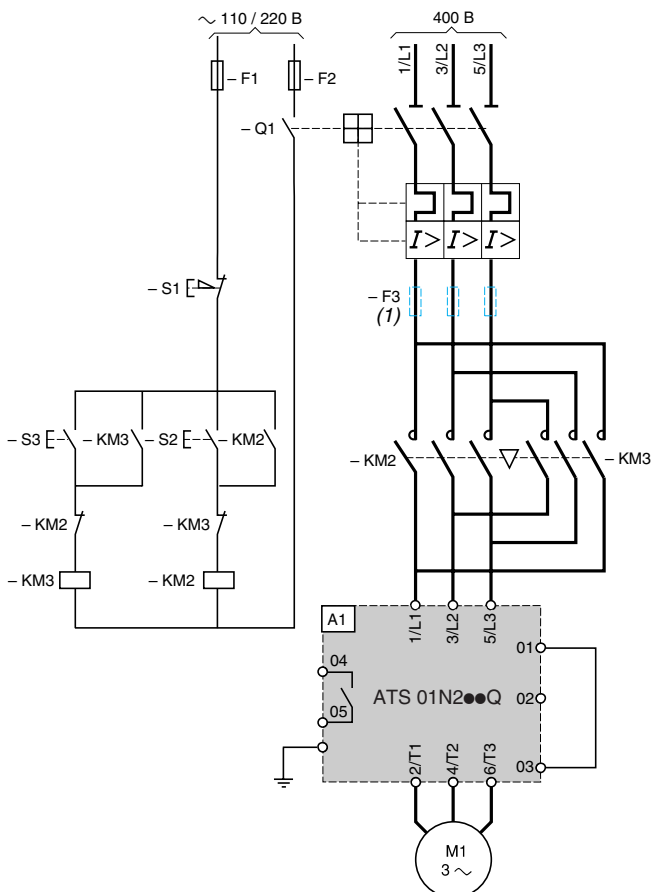 ~ 110 / 220 В
400 В
1/L1
3/L2
5/L3
– F1
– F2
– Q1
I>
I>
I>
– S1
– F3
(1)
– S3
– KM3
– S2
– KM2
– KM2
– KM3
– KM2
– KM3
– KM3
– KM2
A1
1/L1
3/L2
5/L3
01
04
ATS 01N2●●Q
02
05
03
2/T1
4/T2
6/T3
M1
3 ~